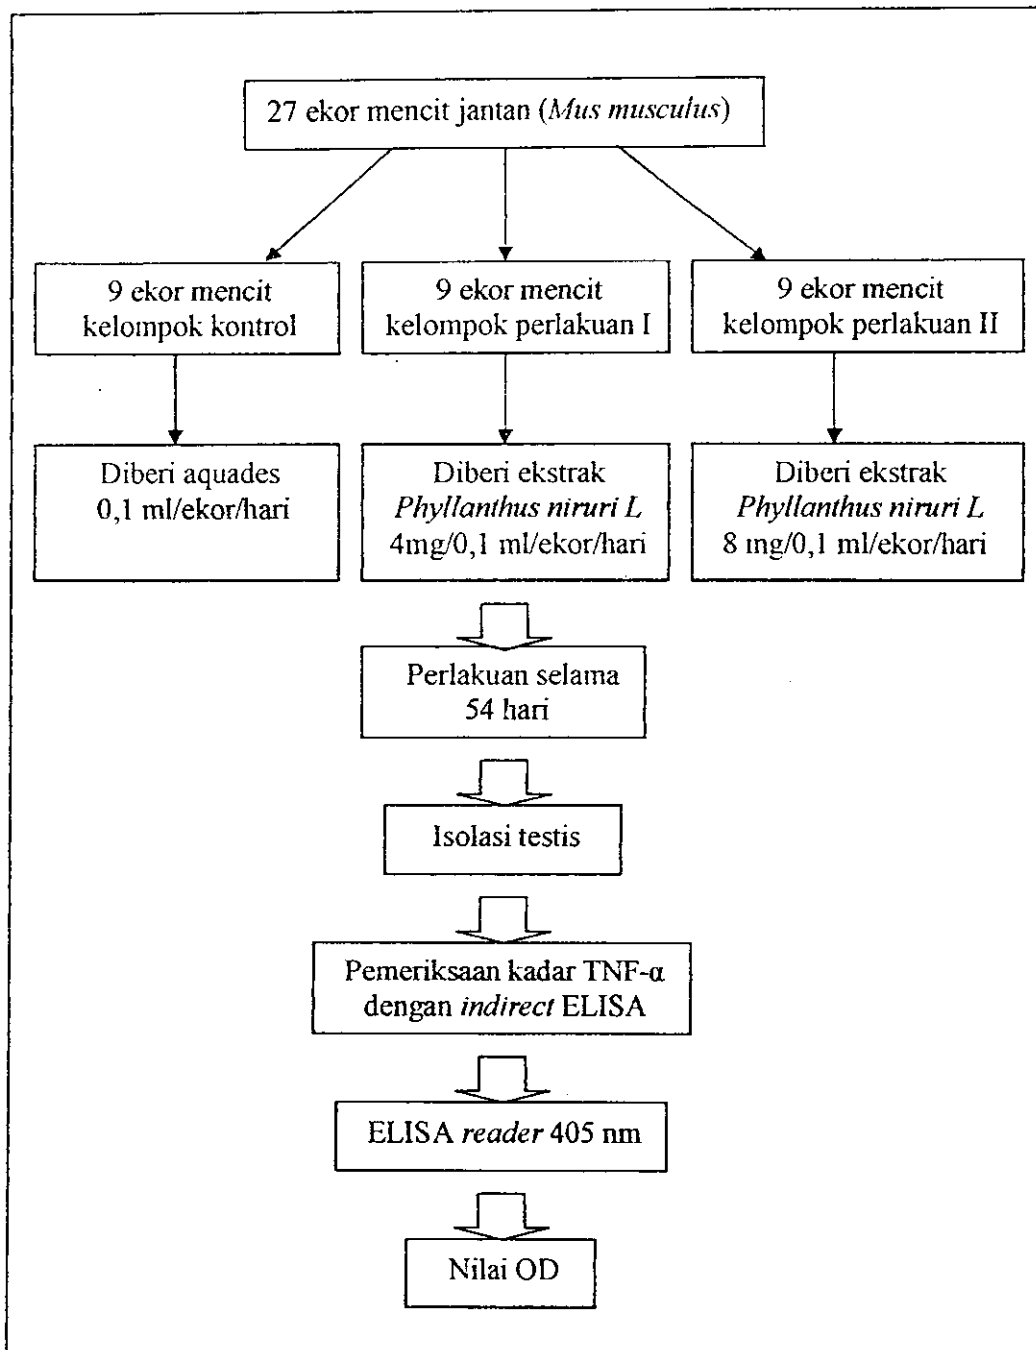 27 ekor mencit jantan (Mus musculus)
9 ekor mencit
kelompok kontrol
9 ekor mencit
kelompok perlakuan I
9 ekor mencit
kelompok perlakuan II
Diberi aquades
0,1 ml/ekor/hari
Diberi ekstrak
Phyllanthus niruri L
4mg/0,1 ml/ekor/hari
Diberi ekstrak
Phyllanthus niruri L
8 mg/0,1 ml/ekor/hari
Perlakuan selama
54 hari
Isolasi testis
Pemeriksaan kadar TNF-α
dengan indirect ELISA
ELISA reader 405 nm
Nilai OD